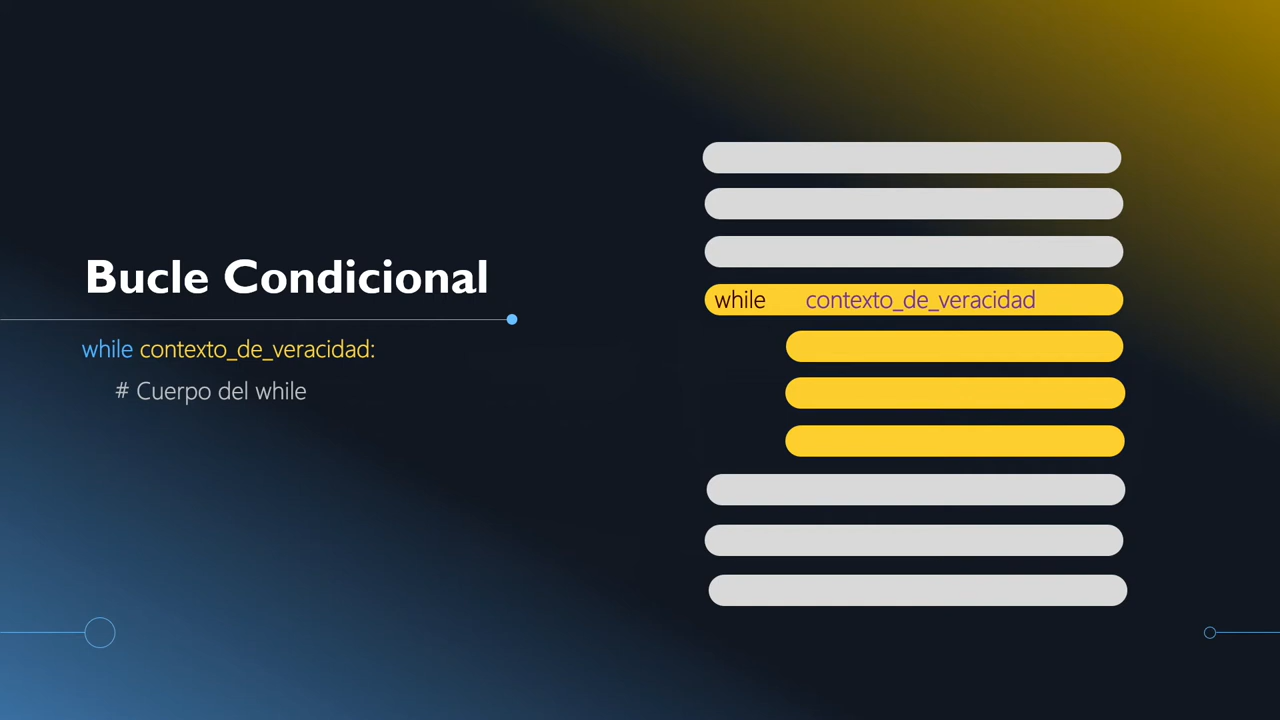 Bucle Condicional
while contexto_de_veracidad:
# Cuerpo del while
while contexto_de_veracidad